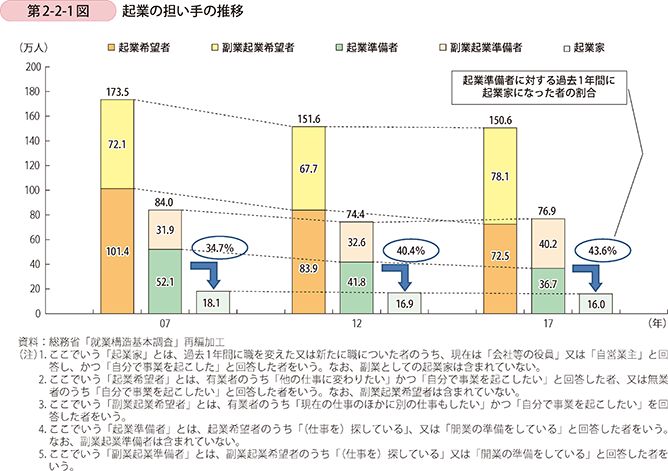 第2-2-1図 起業の担い手の推移
(万人)
起業希望者 副業起業希望者 起業準備者 副業起業準備者 起業家
起業準備者に対する過去1年間に
起業家になった者の割合
200
180
160
140
120
100
80
60
40
20
0
173.5
72.1
101.4
84.0
31.9
52.1
34.7%
18.1
151.6
67.7
83.9
74.4
32.6
41.8
40.4%
16.9
150.6
78.1
72.5
76.9
40.2
36.7
43.6%
16.0
07 12 17 (年)
資料：総務省「就業構造基本調査」再編加工
(注)1. ここでいう「起業家」とは、過去1年間に職を変えた又は新たに職についた者のうち、現在は「会社等の役員」又は「自営業主」と回
答し、かつ「自分で事業を起こした」と回答した者をいう。なお、副業としての起業家は含まれていない。
2. ここでいう「起業希望者」とは、有業者のうち「他の仕事に変わりたい」かつ「自分で事業を起こしたい」と回答した者、又は無業
者のうち「自分で事業を起こしたい」と回答した者をいう。なお、副業起業希望者は含まれていない。
3. ここでいう「副業起業希望者」とは、有業者のうち「現在の仕事のほかに別の仕事もしたい」かつ「自分で事業を起こしたい」を回
答した者をいう。
4. ここでいう「起業準備者」とは、起業希望者のうち「(仕事を)探している」、又は「開業の準備をしている」と回答した者をいう。
なお、副業起業準備者は含まれていない。
5. ここでいう「副業起業準備者」とは、副業起業希望者のうち「(仕事を)探している」又は「開業の準備をしている」と回答した者を
いう。